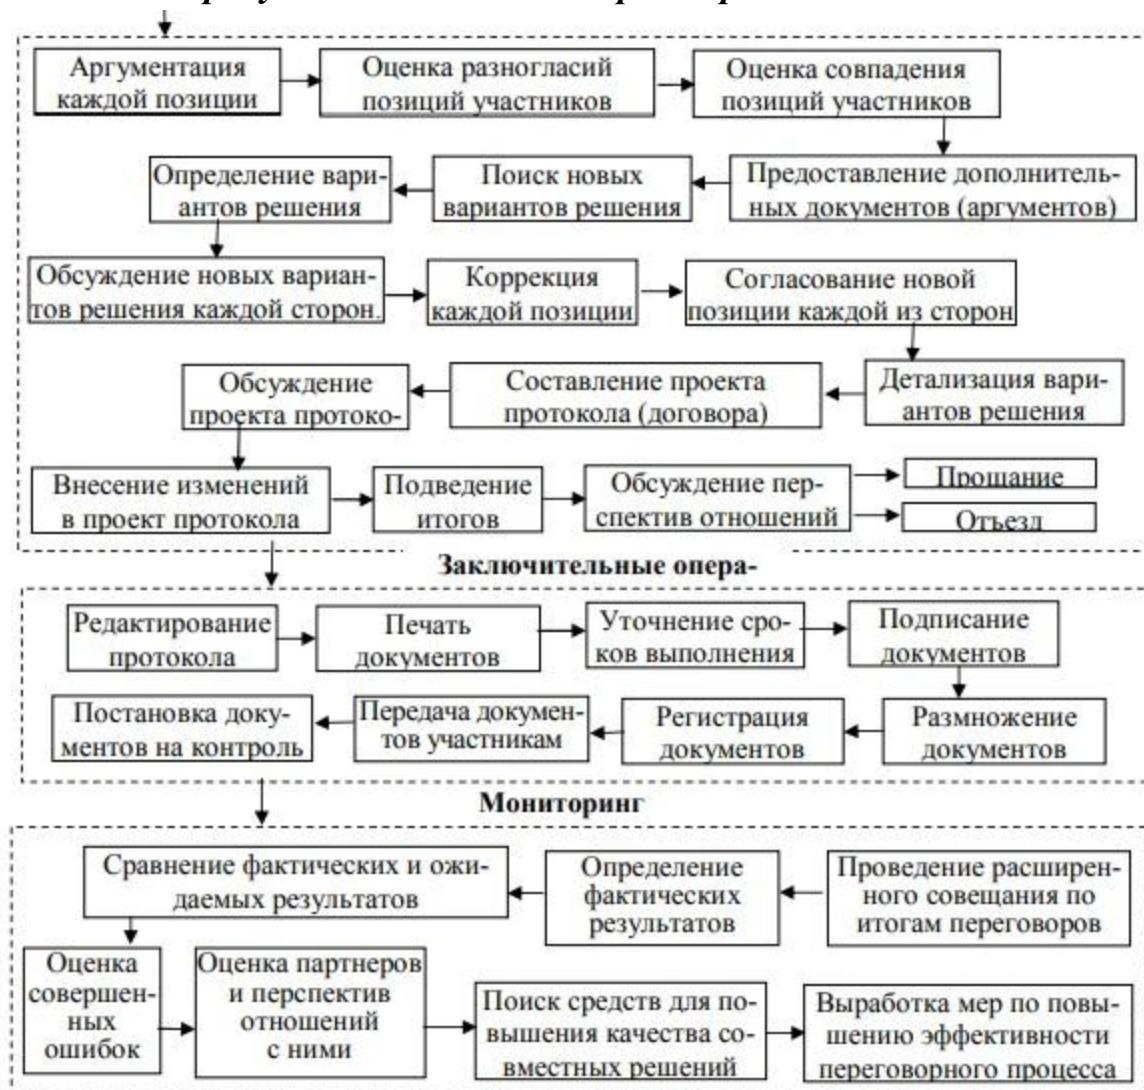 Аргументация
каждой позиции
Оценка разногласий
позиций участников
Оценка совпадения
позиций участников
Предоставление дополнитель-
ных документов (аргументов)
Поиск новых
вариантов решения
Определение вари-
антов решения
Обсуждение новых вариан-
тов решения каждой сторон.
Коррекция
каждой позиции
Согласование новой
позиции каждой из сторон
Детализация вари-
антов решения
Составление проекта
протокола (договора)
Обсуждение
проекта протоко-
Внесение изменений
в проект протокола
Подведение
итогов
Обсуждение пер-
спектив отношений
Прощание
Отъезд
Заключительные опера-
Редактирование
протокола
Печать
документов
Уточнение сро-
ков выполнения
Подписание
документов
Размножение
документов
Регистрация
документов
Передача докумен-
тов участникам
Постановка доку-
ментов на контроль
Мониторинг
Проведение расширен-
ного совещания по
итогам переговоров
Определение
фактических
результатов
Сравнение фактических и ожи-
даемых результатов
Оценка
совершен-
ных
ошибок
Оценка партнеров
и перспектив
отношений
с ними
Поиск средств для по-
вышения качества со-
вместных решений
Выработка мер по повы-
шению эффективности
переговорного процесса